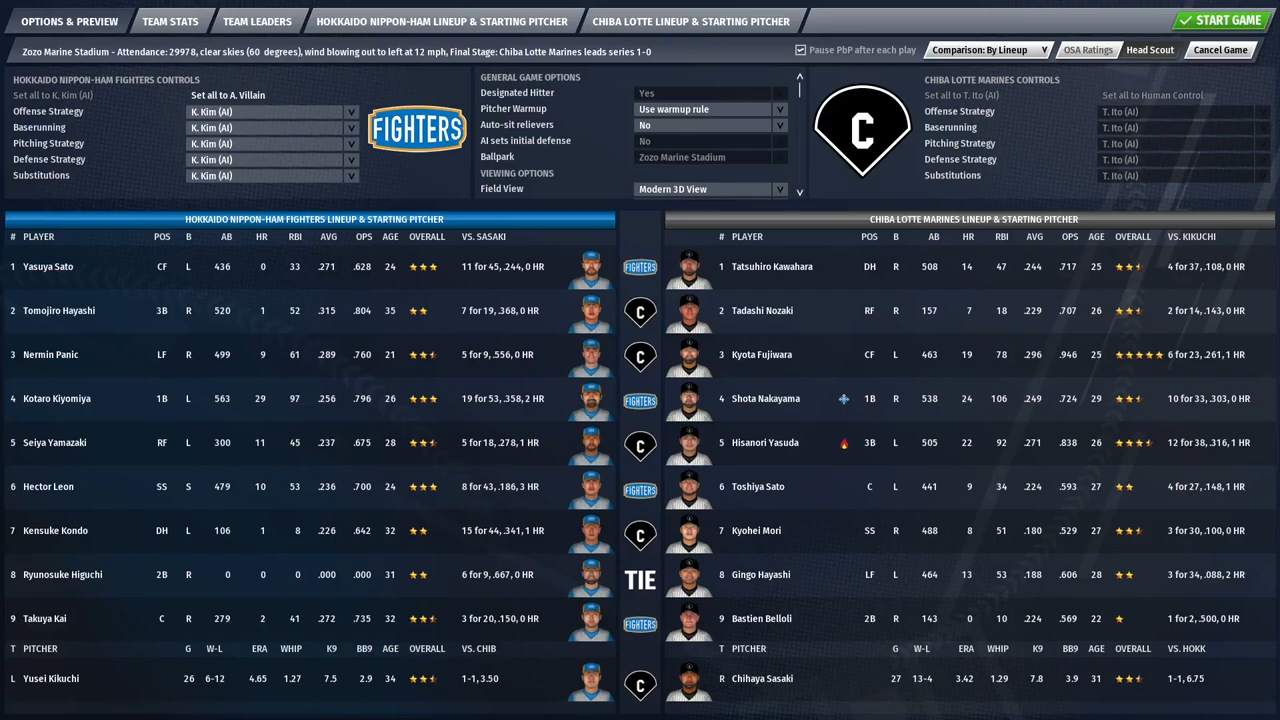 OPTIONS & PREVIEW TEAM STATS TEAM LEADERS HOKKAIDO NIPPON-HAM LINEUP & STARTING PITCHER CHIBA LOTTE LINEUP & STARTING PITCHER START GAME
Zozo Marine Stadium - Attendance: 29978, clear skies (60 degrees), wind blowing out to left at 12 mph, Final Stage: Chiba Lotte Marines leads series 1-0 Pause PbP after each play Comparison: By Lineup OSA Ratings Head Scout Cancel Game
HOKKAIDO NIPPON-HAM FIGHTERS CONTROLS
Set all to K. Kim (AI) Set all to A. Villain
Offense Strategy K. Kim (AI)
Baserunning K. Kim (AI)
Pitching Strategy K. Kim (AI)
Defense Strategy K. Kim (AI)
Substitutions K. Kim (AI)
FIGHTERS
GENERAL GAME OPTIONS
Designated Hitter Yes
Pitcher Warmup Use warmup rule
Auto-sit relievers No
AI sets initial defense No
Ballpark Zozo Marine Stadium
VIEWING OPTIONS
Field View Modern 3D View
C
CHIBA LOTTE MARINES CONTROLS
Set all to T. Ito (AI) Set all to Human Control
Offense Strategy T. Ito (AI)
Baserunning T. Ito (AI)
Pitching Strategy T. Ito (AI)
Defense Strategy T. Ito (AI)
Substitutions T. Ito (AI)
HOKKAIDO NIPPON-HAM FIGHTERS LINEUP & STARTING PITCHER
# PLAYER POS B AB HR RBI AVG OPS AGE OVERALL VS. SASAKI
1 Yasuya Sato CF L 436 0 33 .271 .628 24 11 for 45, .244, 0 HR
2 Tomojiro Hayashi 3B R 520 1 52 .315 .804 35 7 for 19, .368, 0 HR
3 Nermin Panic LF R 499 9 61 .289 .760 21 5 for 9, .556, 0 HR
4 Kotaro Kiyomiya 1B L 563 29 97 .256 .796 26 19 for 53, .358, 2 HR
5 Seiya Yamazaki RF L 300 11 45 .237 .675 28 5 for 18, .278, 1 HR
6 Hector Leon SS S 479 10 53 .236 .700 24 8 for 43, .186, 3 HR
7 Kensuke Kondo DH L 106 1 8 .226 .642 32 15 for 44, .341, 1 HR
8 Ryunosuke Higuchi 2B R 0 0 0 .000 .000 31 6 for 9, .667, 0 HR
9 Takuya Kai C R 279 2 41 .272 .735 32 3 for 20, .150, 0 HR
T PITCHER G W-L ERA WHIP K9 BB9 AGE OVERALL VS. CHIB
L Yusei Kikuchi 26 6-12 4.65 1.27 7.5 2.9 34 1-1, 3.50
FIGHTERS
C
C
FIGHTERS
C
FIGHTERS
C
TIE
FIGHTERS
C
CHIBA LOTTE MARINES LINEUP & STARTING PITCHER
# PLAYER POS B AB HR RBI AVG OPS AGE OVERALL VS. KIKUCHI
1 Tatsuhiro Kawahara DH R 508 14 47 .244 .717 25 4 for 37, .108, 0 HR
2 Tadashi Nozaki RF R 157 7 18 .229 .707 26 2 for 14, .143, 0 HR
3 Kyota Fujiwara CF L 463 19 78 .296 .946 25 6 for 23, .261, 1 HR
4 Shota Nakayama 1B R 538 24 106 .249 .724 29 10 for 33, .303, 0 HR
5 Hisanori Yasuda 3B L 505 22 92 .271 .838 26 12 for 38, .316, 1 HR
6 Toshiya Sato C L 441 9 34 .224 .593 27 4 for 27, .148, 1 HR
7 Kyohei Mori SS R 488 8 51 .180 .529 27 3 for 30, .100, 0 HR
8 Gingo Hayashi LF L 464 13 53 .188 .606 28 3 for 34, .088, 2 HR
9 Bastien Belloli 2B R 143 0 10 .224 .569 22 1 for 2, .500, 0 HR
T PITCHER G W-L ERA WHIP K9 BB9 AGE OVERALL VS. HOKK
R Chihaya Sasaki 27 13-4 3.42 1.29 7.8 3.9 31 1-1, 6.75